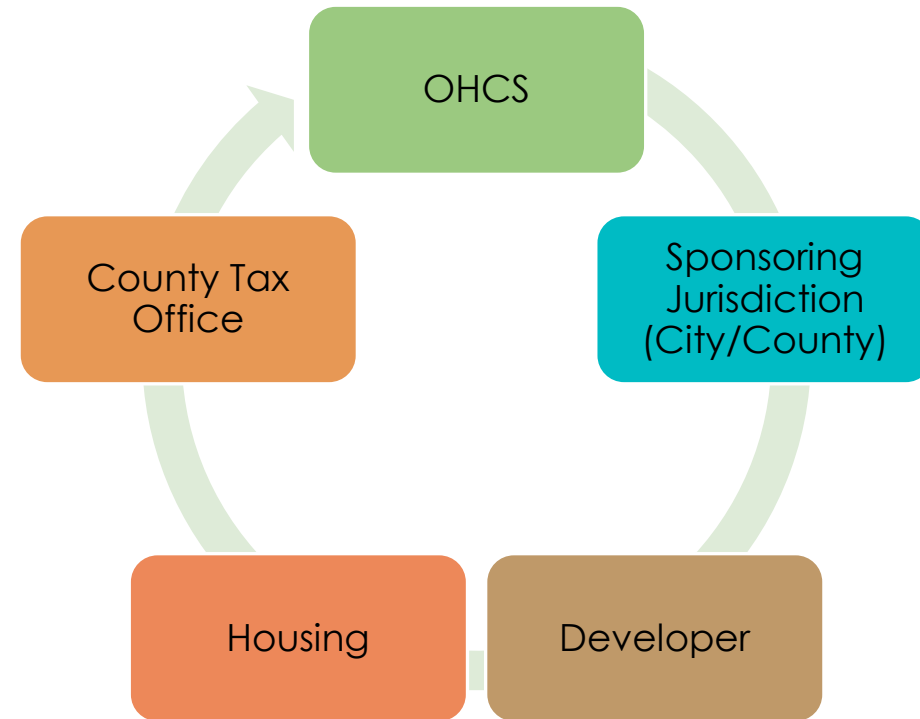 OHCS
Sponsoring
Jurisdiction
(City/County)
Developer
Housing
County Tax
Office